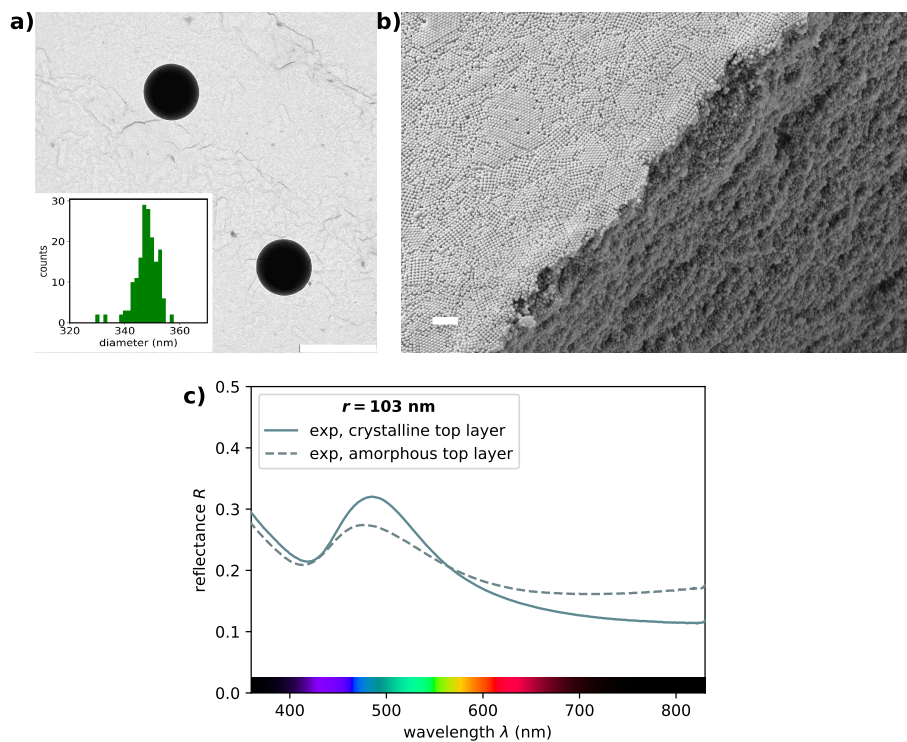 a)
b)
30
20
10
0
counts
320 340 360
diameter (nm)
c)
0.5
0.4
0.3
0.2
0.1
0.0
reflectance R
r = 103 nm
exp, crystalline top layer
exp, amorphous top layer
400 500 600 700 800
wavelength λ (nm)